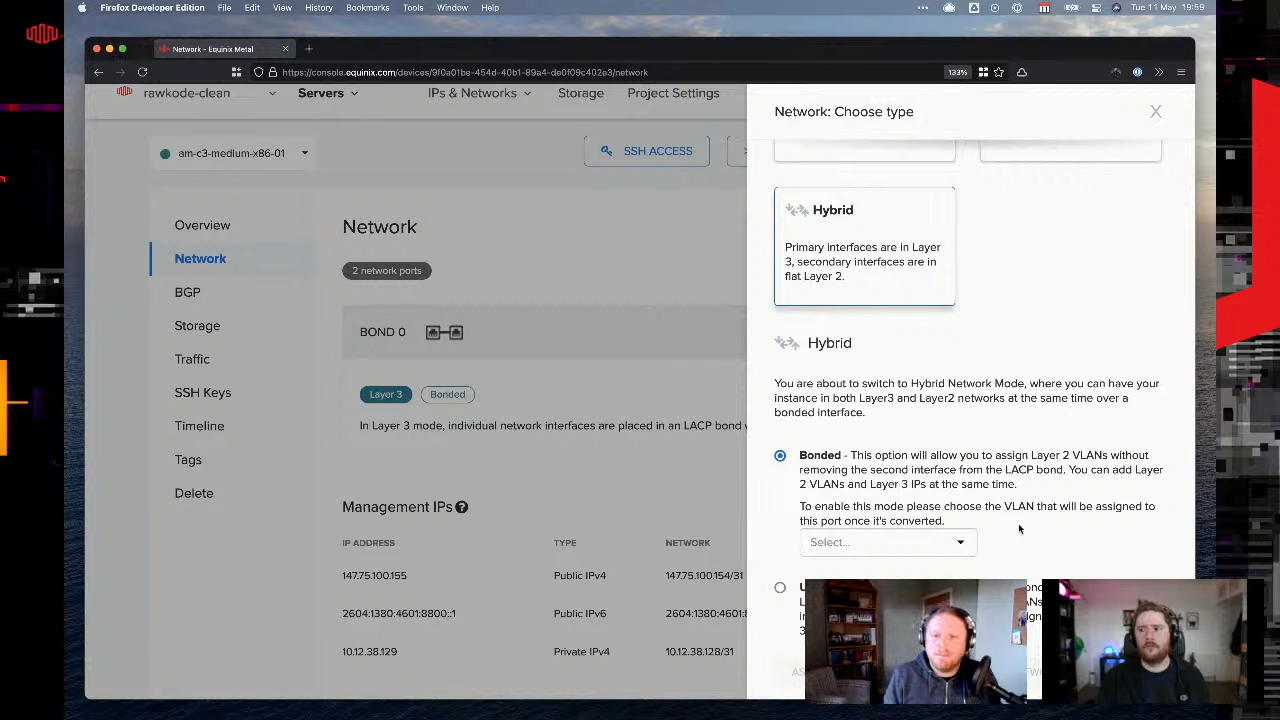 Firefox Developer Edition File Edit View History Bookmarks Tools Window Help
Tue 11 May 19:59
Network - Equinix Metal
https://console.equinix.com/devices/9f0a01be-454d-40b1-89a4-de0f09c402e3/network
133%
rawkode-clean Servers IPs & Networks Storage Project Settings
am-c3-medium-x86-01
SSH ACCESS
Overview
Network
BGP
Storage
Traffic
SSH Keys
Timeline
Tags
Delete
Network
2 network ports
BOND 0
Layer 3 Bonded
In Layer 3 mode, individual network interfaces are placed in an LACP bond
Management IPs ?
IP ADDRESS TYPE NETWORK
147.75.100.155 Public IPv4 147.75.100.154/31
2604:1380:4601:8800::1 Public IPv6 2604:1380:4601:
10.12.38.129 Private IPv4 10.12.38.128/31
Network: Choose type
X
Hybrid
Primary interfaces are in Layer
3, secondary interfaces are in
flat Layer 2.
Hybrid
You are about to switch to Hybrid Network Mode, where you can have your
instance in both Layer3 and Layer2 networks at the same time over a
bonded interface.
Bonded - This option will allow you to assign Layer 2 VLANs without
removing the second interface from the LACP bond. You can add Layer
2 VLANs and Layer 3 IPs at the same time.
To enable this mode please choose the VLAN that will be assigned to
this port once it's converted.
Select...